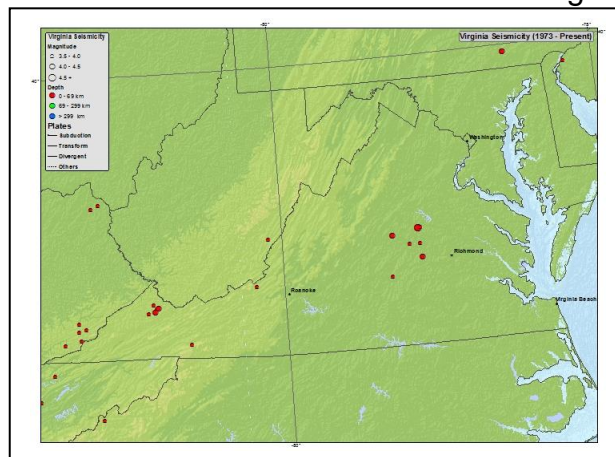 Virginia Seismicity
Magnitude
3.5 - 4.0
4.0 - 4.5
4.5 +
Depth
0 - 69 km
69 - 299 km
> 299 km
Plates
Subduction
Transform
Divergent
Others
Virginia Seismicity (1973 - Present)
Washington
Richmond
Roanoke
Virginia Beach